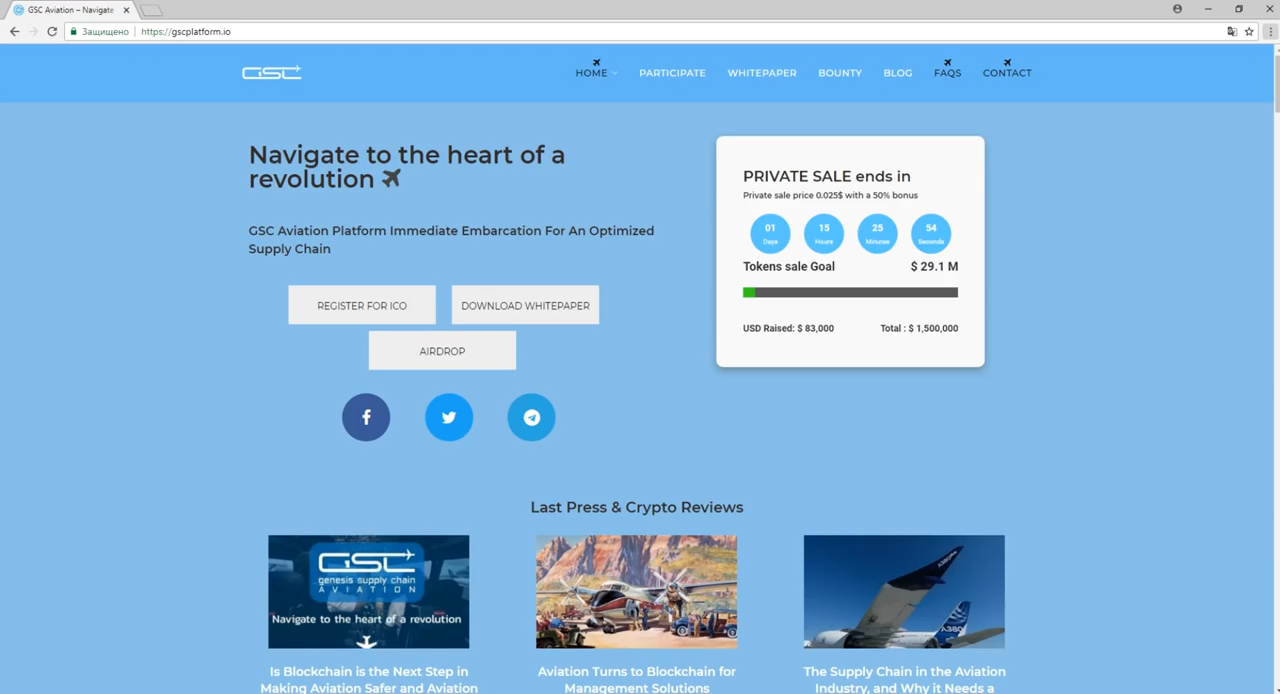 GSC Aviation – Navigate
Защищено
https://gscplatform.io
GSC
HOME
PARTICIPATE
WHITEPAPER
BOUNTY
BLOG
FAQS
CONTACT
Navigate to the heart of a
revolution
GSC Aviation Platform Immediate Embarcation For An Optimized
Supply Chain
REGISTER FOR ICO
DOWNLOAD WHITEPAPER
AIRDROP
PRIVATE SALE ends in
Private sale price 0.025$ with a 50% bonus
01 15 25 54
Days Hours Minutes Seconds
Tokens sale Goal $ 29.1 M
USD Raised: $ 83,000 Total : $ 1,500,000
Last Press & Crypto Reviews
GSC
genesis supply chain
AVIATION
Navigate to the heart of a revolution
A380
Is Blockchain is the Next Step in
Making Aviation Safer and Aviation
Aviation Turns to Blockchain for
Management Solutions
The Supply Chain in the Aviation
Industry, and Why it Needs a